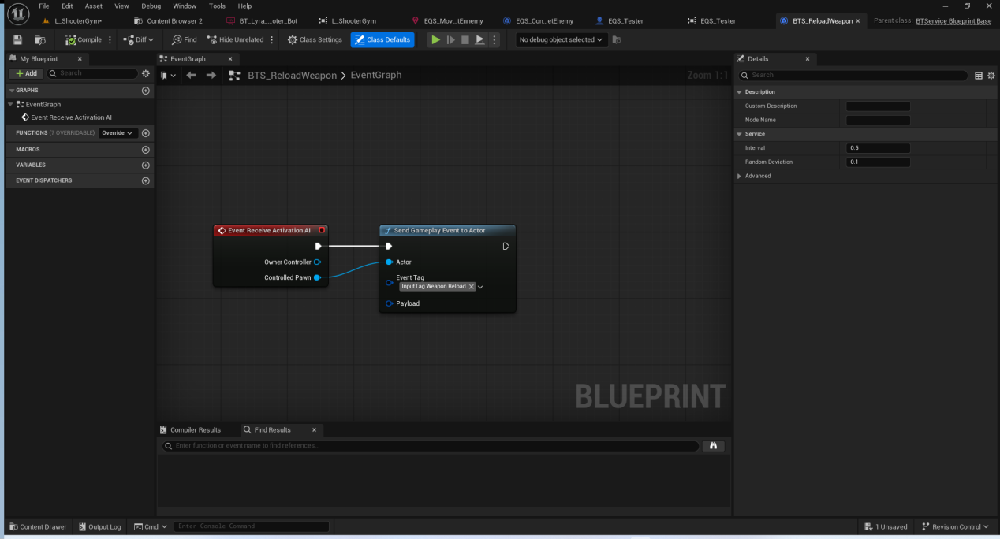 File Edit Asset View Debug Window Tools Help
L_ShooterGym• Content Browser 2 BT_Lyra,...oter_Bot L_ShooterGym EQS_Mov...tEnnemy EQS_Con...etEnemy EQS_Tester EQS_Tester BTS_ReloadWeapon × Parent class: BTService Blueprint Base
Compile Diff Find Hide Unrelated Class Settings Class Defaults No debug object selected
My Blueprint × EventGraph × Details ×
+ Add Search BTS_ReloadWeapon > EventGraph Zoom 1:1 Search
GRAPHS
EventGraph
Event Receive Activation AI
FUNCTIONS (7 OVERRIDABLE) Override
MACROS
VARIABLES
EVENT DISPATCHERS
Description
Custom Description
Node Name
Service
Interval 0.5
Random Deviation 0.1
Advanced
Event Receive Activation AI
Owner Controller
Controlled Pawn
f Send Gameplay Event to Actor
Actor
Event Tag
InputTag.Weapon.Reload ×
Payload
BLUEPRINT
Compiler Results Find Results ×
Enter function or event name to find references...
Content Drawer Output Log Cmd Enter Console Command 1 Unsaved Revision Control